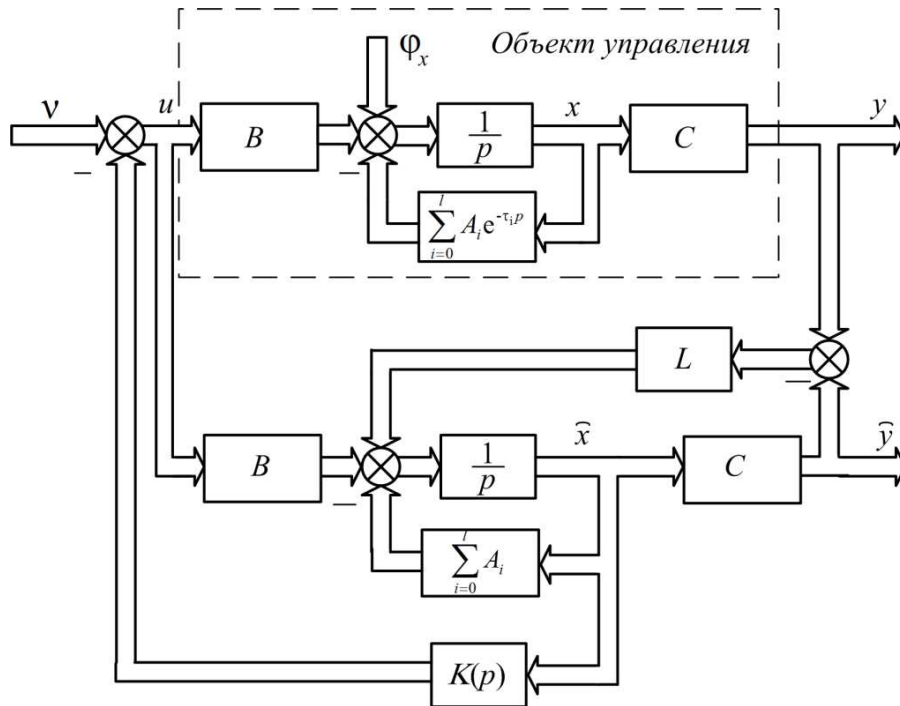 φₓ
Объект управления
ν
u
B
1/p
x
C
y
−
−
∑ᵢ₌₀ˡ Aᵢe^(-τᵢp)
L
−
B
1/p
x̂
C
ŷ
−
∑ᵢ₌₀ˡ Aᵢ
K(p)